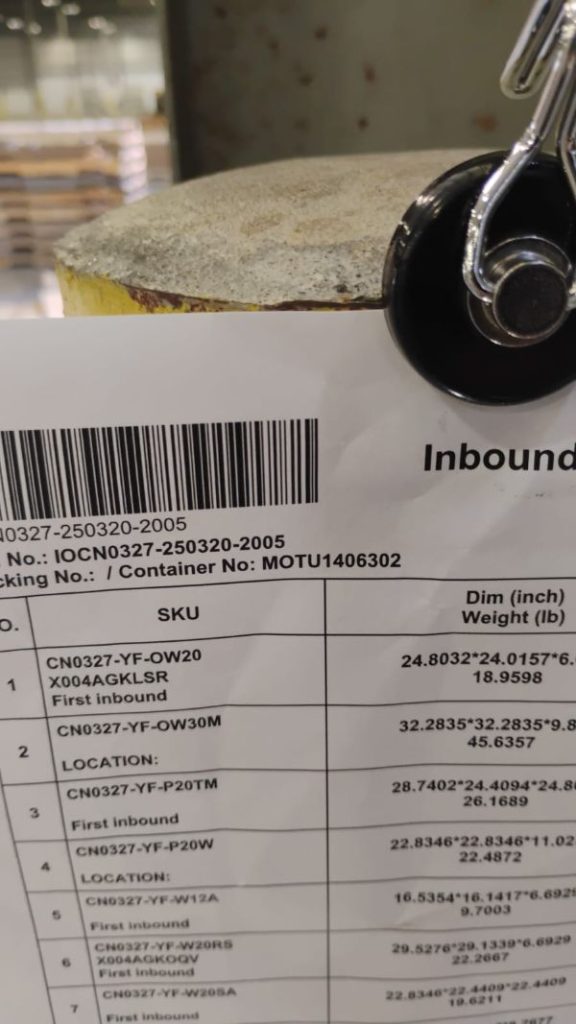 Inbound
N0327-250320-2005
No.: IOCN0327-250320-2005
cking No.: / Container No: MOTU1406302
O. SKU Dim (inch)
Weight (lb)
1 CN0327-YF-OW20 24.8032*24.0157*6.
X004AGKLSR 18.9598
First inbound
2 CN0327-YF-OW30M 32.2835*32.2835*9.8
45.6357
LOCATION:
3 CN0327-YF-P20TM 28.7402*24.4094*24.8
26.1689
First inbound
4 CN0327-YF-P20W 22.8346*22.8346*11.02
22.4872
LOCATION:
5 CN0327-YF-W12A 16.5354*16.1417*6.6929
9.7003
First inbound
6 CN0327-YF-W20RS 29.5276*29.1339*6.6929
X004AGKOQV 22.2667
First inbound
7 CN0327-YF-W20SA 22.8346*22.4409*22.4409
19.6211
First inbound